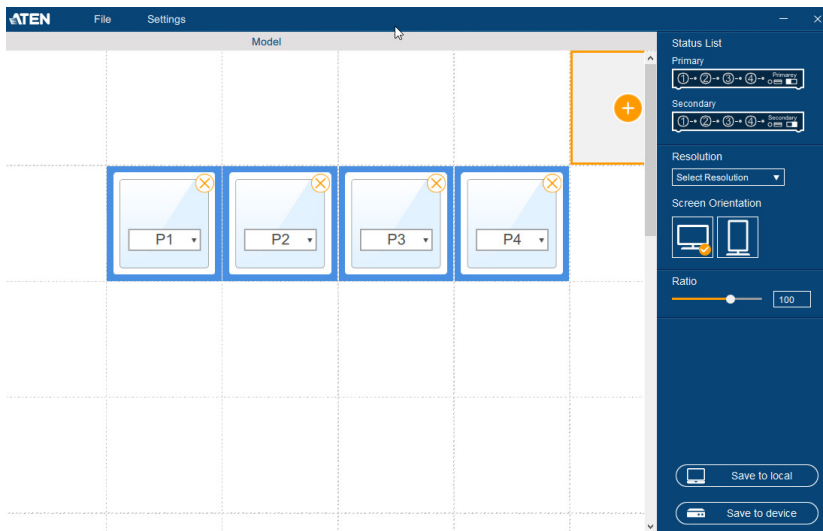 ATEN File Settings
Model
Status List
Primary
① ② ③ ④ Primarey
Secondary
① ② ③ ④ Secondary
Resolution
Select Resolution
Screen Orientation
P1 P2 P3 P4
Ratio
100
Save to local
Save to device